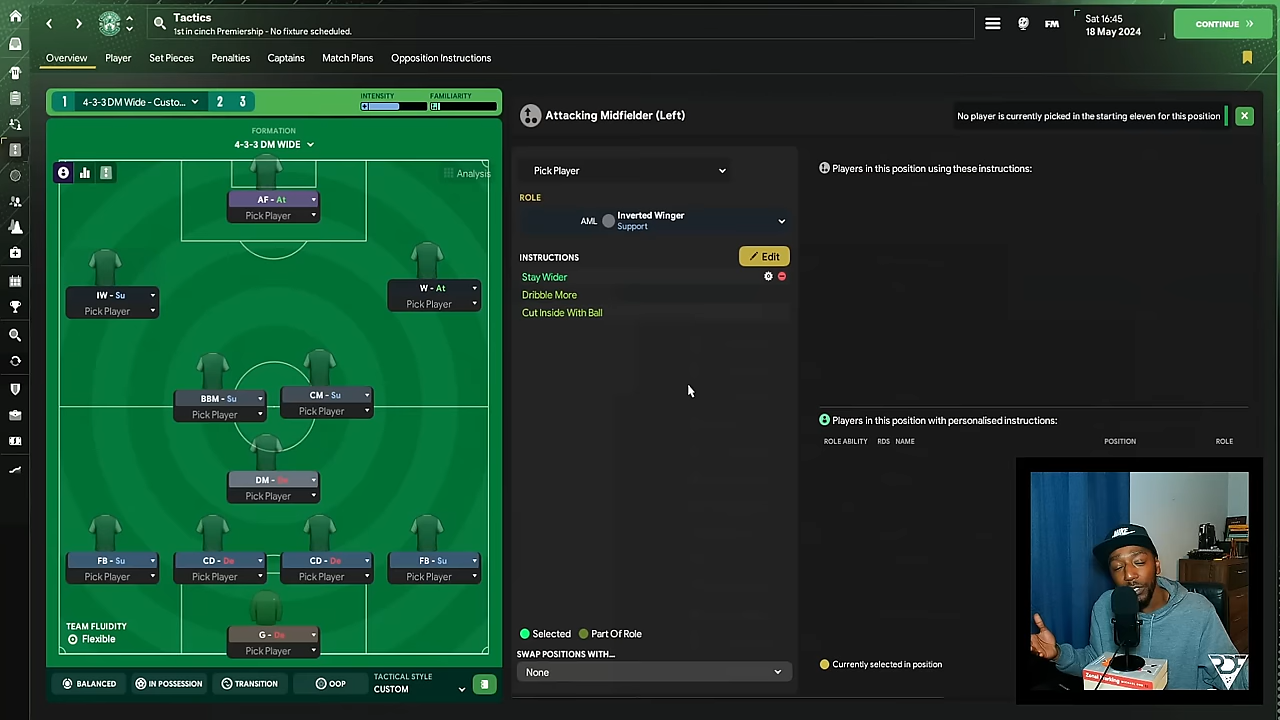 Tactics
1st in cinch Premiership - No fixture scheduled.
FM
Sat 16:45
18 May 2024
CONTINUE
Overview
Player
Set Pieces
Penalties
Captains
Match Plans
Opposition Instructions
1
4-3-3 DM Wide - Custo...
2
3
INTENSITY
FAMILIARITY
FORMATION
4-3-3 DM WIDE
Analysis
AF - At
Pick Player
IW - Su
Pick Player
W - At
Pick Player
BBM - Su
Pick Player
CM - Su
Pick Player
DM - De
Pick Player
FB - Su
Pick Player
CD - De
Pick Player
CD - De
Pick Player
FB - Su
Pick Player
G - De
Pick Player
TEAM FLUIDITY
Flexible
BALANCED
IN POSSESSION
TRANSITION
OOP
TACTICAL STYLE
CUSTOM
Attacking Midfielder (Left)
No player is currently picked in the starting eleven for this position
Pick Player
ROLE
AML
Inverted Winger
Support
INSTRUCTIONS
Edit
Stay Wider
Dribble More
Cut Inside With Ball
Selected
Part Of Role
SWAP POSITIONS WITH...
None
Players in this position using these instructions:
Players in this position with personalised instructions:
ROLE ABILITY
RDS
NAME
POSITION
ROLE
Currently selected in position
RDF